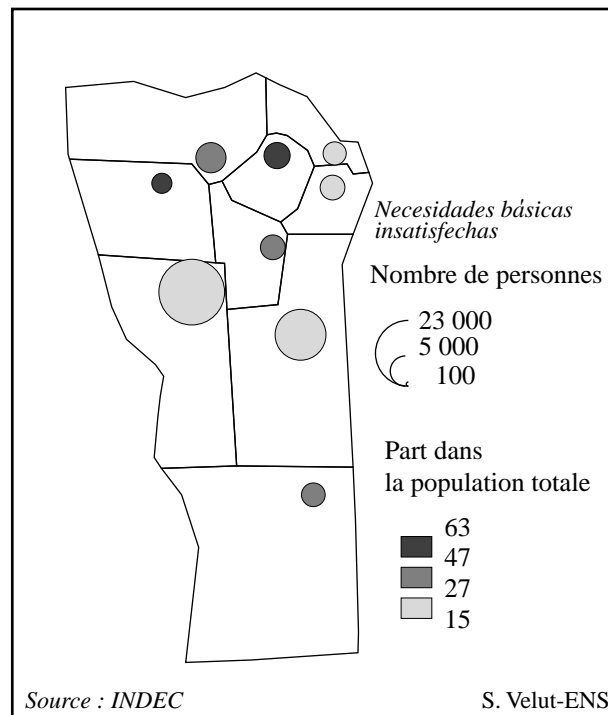 Necesidades básicas
insatisfechas
Nombre de personnes
23 000
5 000
100
Part dans
la population totale
63
47
27
15
Source : INDEC
S. Velut-ENS